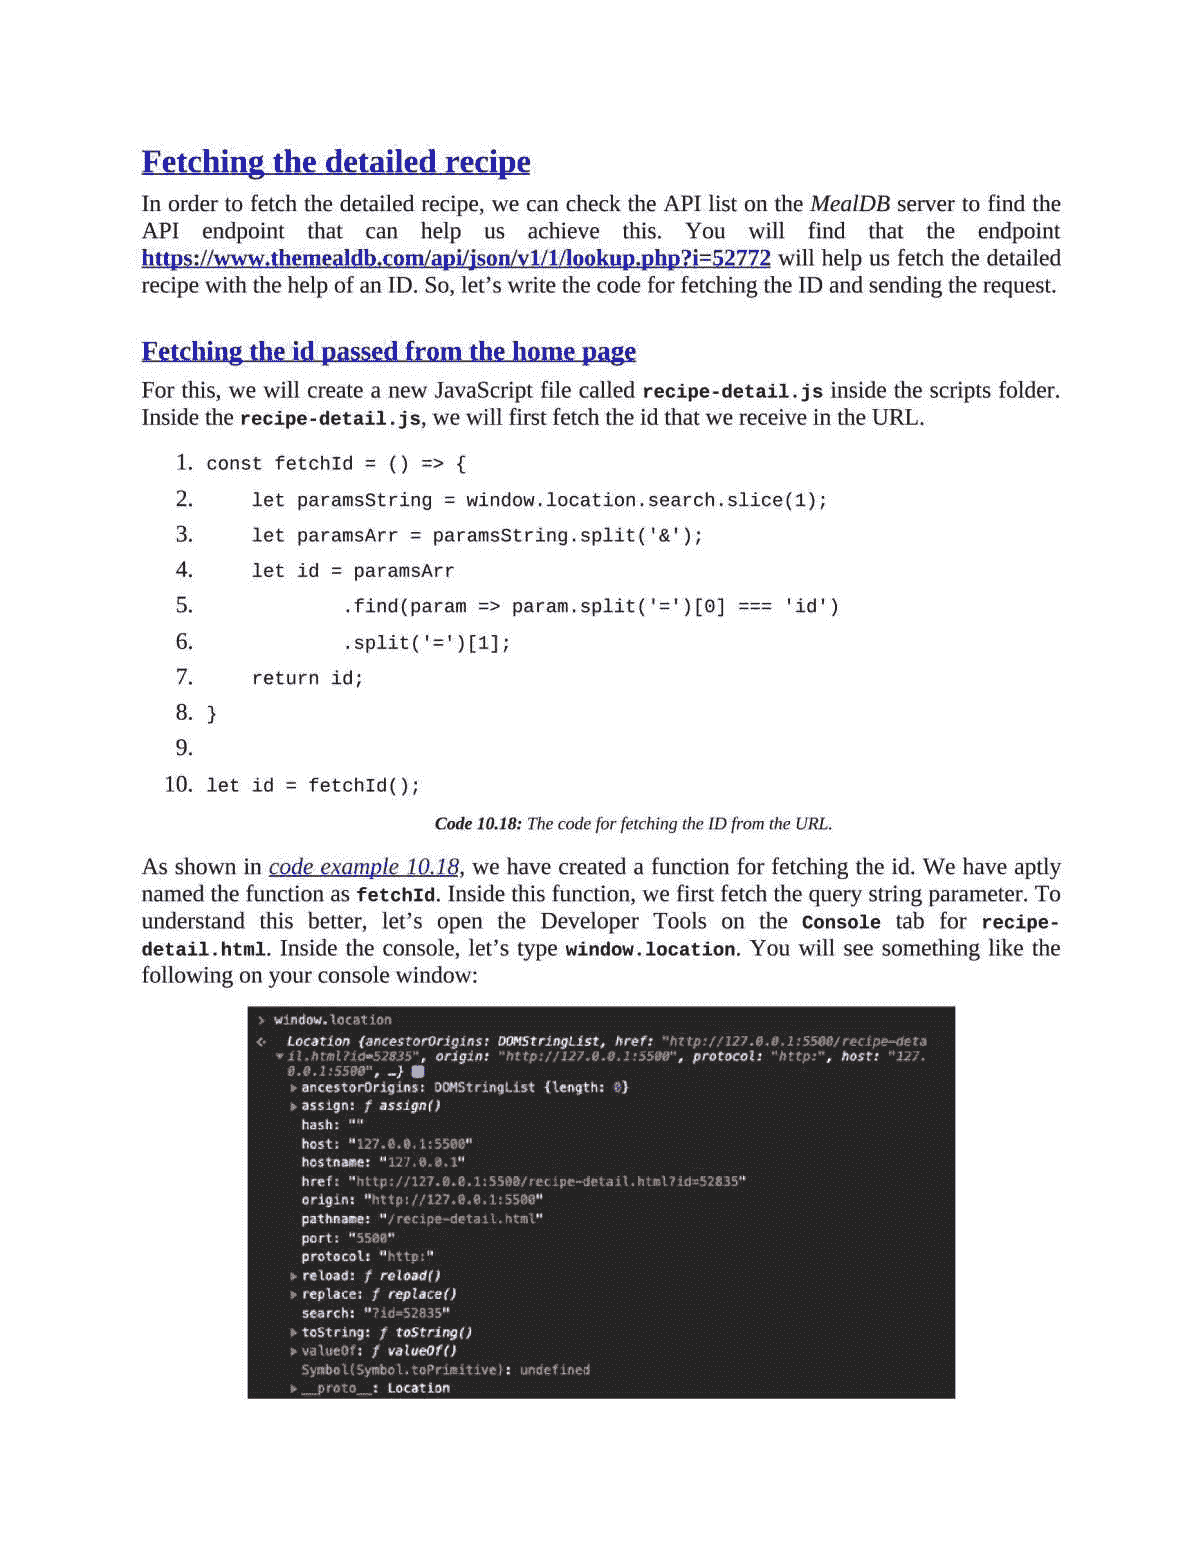 Fetching the detailed recipe
In order to fetch the detailed recipe, we can check the API list on the MealDB server to find the
API endpoint that can help us achieve this. You will find that the endpoint
https://www.themealdb.com/api/json/v1/1/lookup.php?i=52772 will help us fetch the detailed
recipe with the help of an ID. So, let’s write the code for fetching the ID and sending the request.
Fetching the id passed from the home page
For this, we will create a new JavaScript file called recipe-detail.js inside the scripts folder.
Inside the recipe-detail.js, we will first fetch the id that we receive in the URL.
1. const fetchId = () => {
2.     let paramsString = window.location.search.slice(1);
3.     let paramsArr = paramsString.split('&');
4.     let id = paramsArr
5.             .find(param => param.split('=')[0] === 'id')
6.             .split('=')[1];
7.     return id;
8. }
9.
10. let id = fetchId();
Code 10.18: The code for fetching the ID from the URL.
As shown in code example 10.18, we have created a function for fetching the id. We have aptly
named the function as fetchId. Inside this function, we first fetch the query string parameter. To
understand this better, let’s open the Developer Tools on the Console tab for recipe-
detail.html. Inside the console, let’s type window.location. You will see something like the
following on your console window:
> window.location
Location {ancestorOrigins: DOMStringList, href: "http://127.0.0.1:5500/recipe-deta
il.html?id=52835", origin: "http://127.0.0.1:5500", protocol: "http:", host: "127.
0.0.1:5500", …}
ancestorOrigins: DOMStringList {length: 0}
assign: ƒ assign()
hash: ""
host: "127.0.0.1:5500"
hostname: "127.0.0.1"
href: "http://127.0.0.1:5500/recipe-detail.html?id=52835"
origin: "http://127.0.0.1:5500"
pathname: "/recipe-detail.html"
port: "5500"
protocol: "http:"
reload: ƒ reload()
replace: ƒ replace()
search: "?id=52835"
toString: ƒ toString()
valueOf: ƒ valueOf()
Symbol(Symbol.toPrimitive): undefined
__proto__: Location